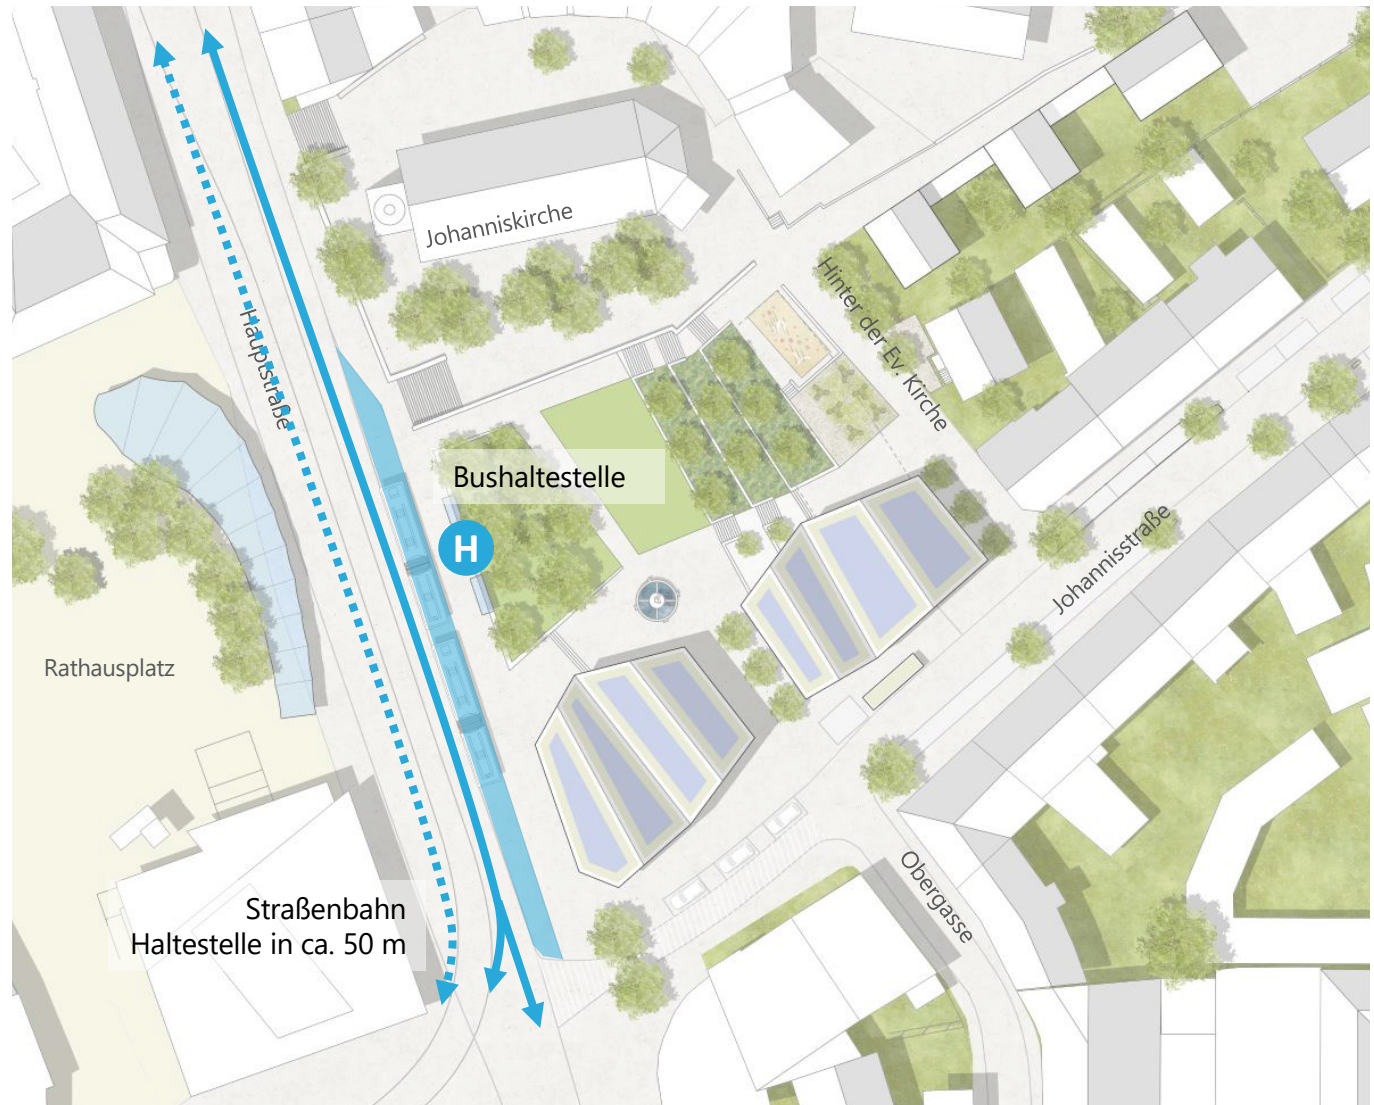 Johanniskirche
Hauptstraße
Hinter der Ev. Kirche
Bushaltestelle
H
Johannisstraße
Rathausplatz
Obergasse
Straßenbahn
Haltestelle in ca. 50 m